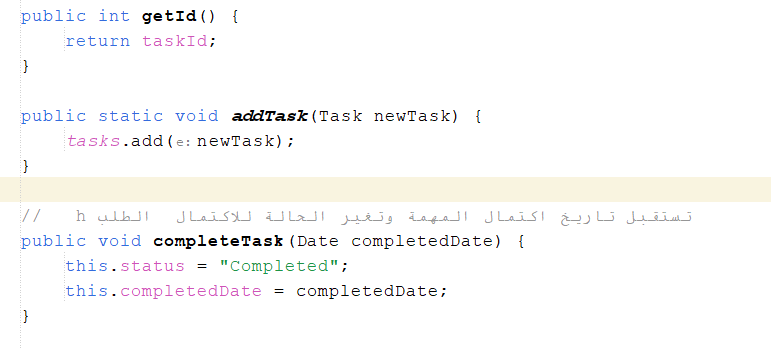 public int getId() {
return taskId;
}
public static void addTask(Task newTask) {
tasks.add(e: newTask);
}
// تستقبل تاريخ اكتمال المهمة وتغير الحالة للاكتمال الطلب h
public void completeTask(Date completedDate) {
this.status = "Completed";
this.completedDate = completedDate;
}